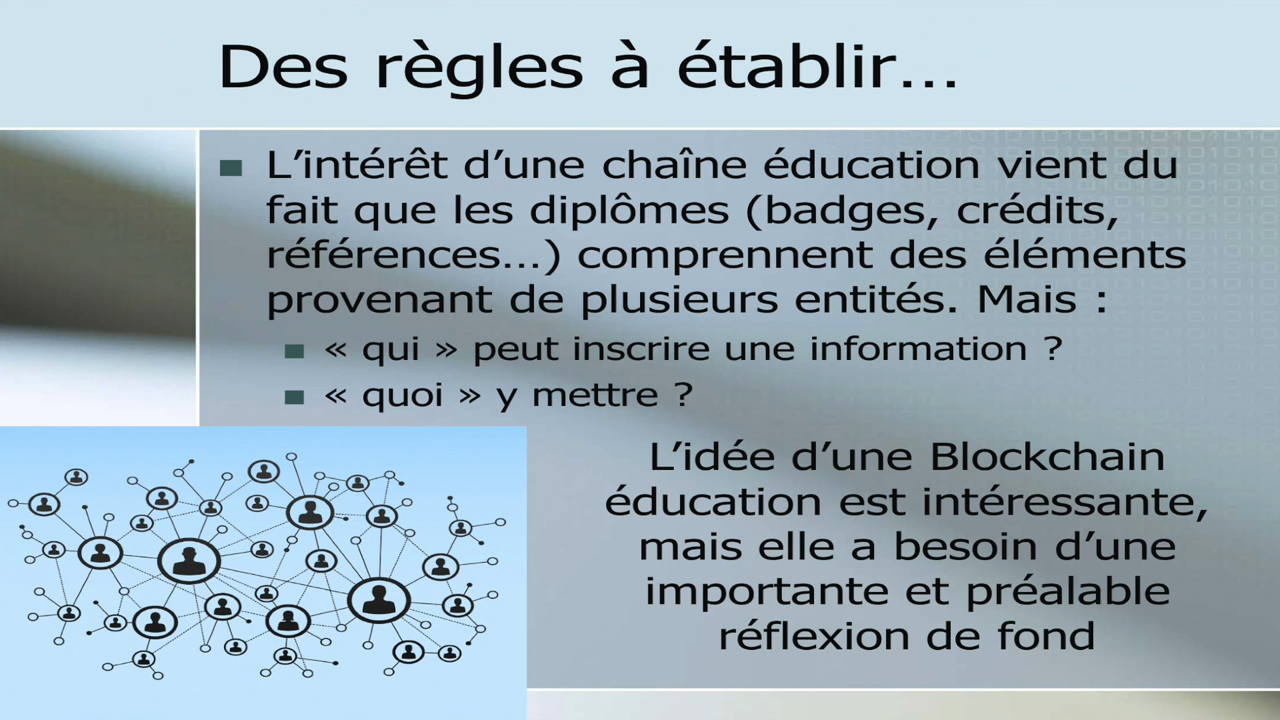 Des règles à établir…
L’intérêt d’une chaîne éducation vient du
fait que les diplômes (badges, crédits,
références…) comprennent des éléments
provenant de plusieurs entités. Mais :
« qui » peut inscrire une information ?
« quoi » y mettre ?
L’idée d’une Blockchain
éducation est intéressante,
mais elle a besoin d’une
importante et préalable
réflexion de fond